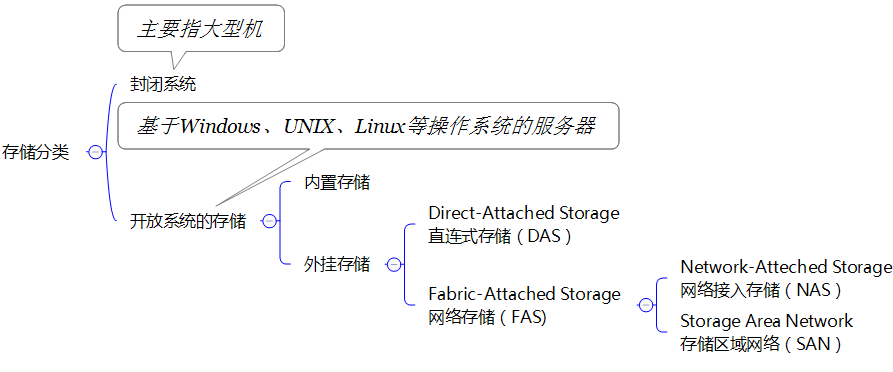 主要指大型机
封闭系统
基于Windows、UNIX、Linux等操作系统的服务器
存储分类
开放系统的存储
内置存储
外挂存储
Direct-Attached Storage
直连式存储（DAS）
Fabric-Attached Storage
网络存储（FAS)
Network-Atteched Storage
网络接入存储（NAS）
Storage Area Network
存储区域网络（SAN）